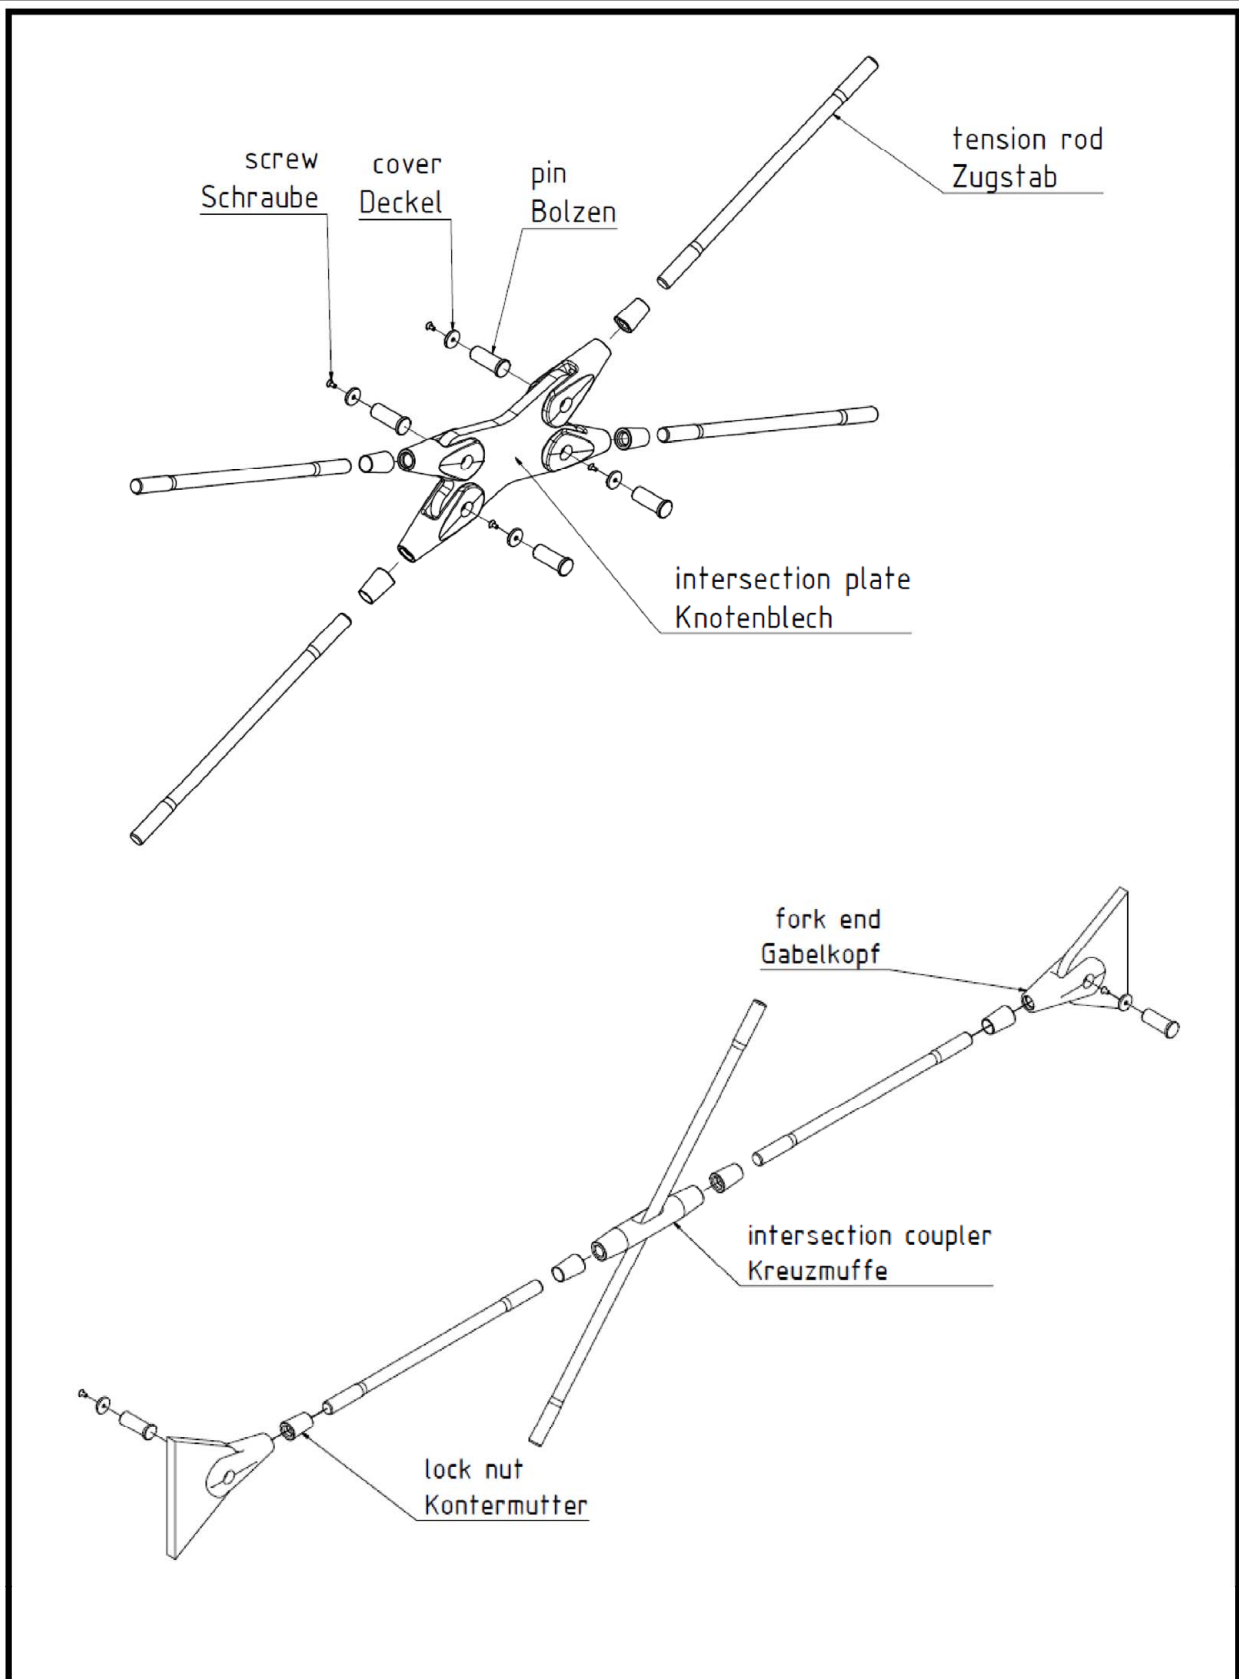 screw
Schraube
cover
Deckel
pin
Bolzen
tension rod
Zugstab
intersection plate
Knotenblech
fork end
Gabelkopf
intersection coupler
Kreuzmuffe
lock nut
Kontermutter